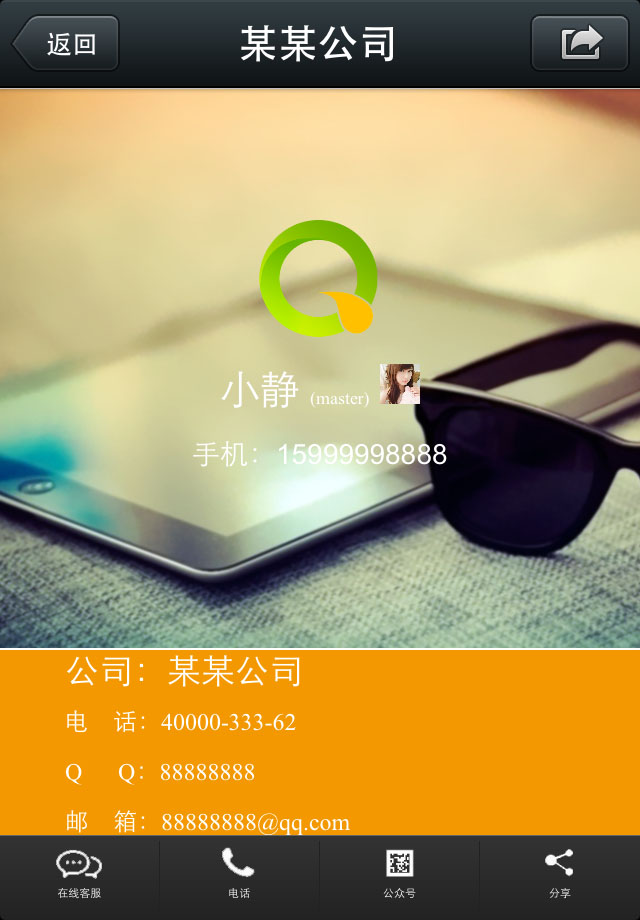 返回 某某公司
小静 (master)
手机：15999998888
公司：某某公司
电 话：40000-333-62
Q Q：88888888
邮 箱：88888888@qq.com
在线客服 电话 公众号 分享